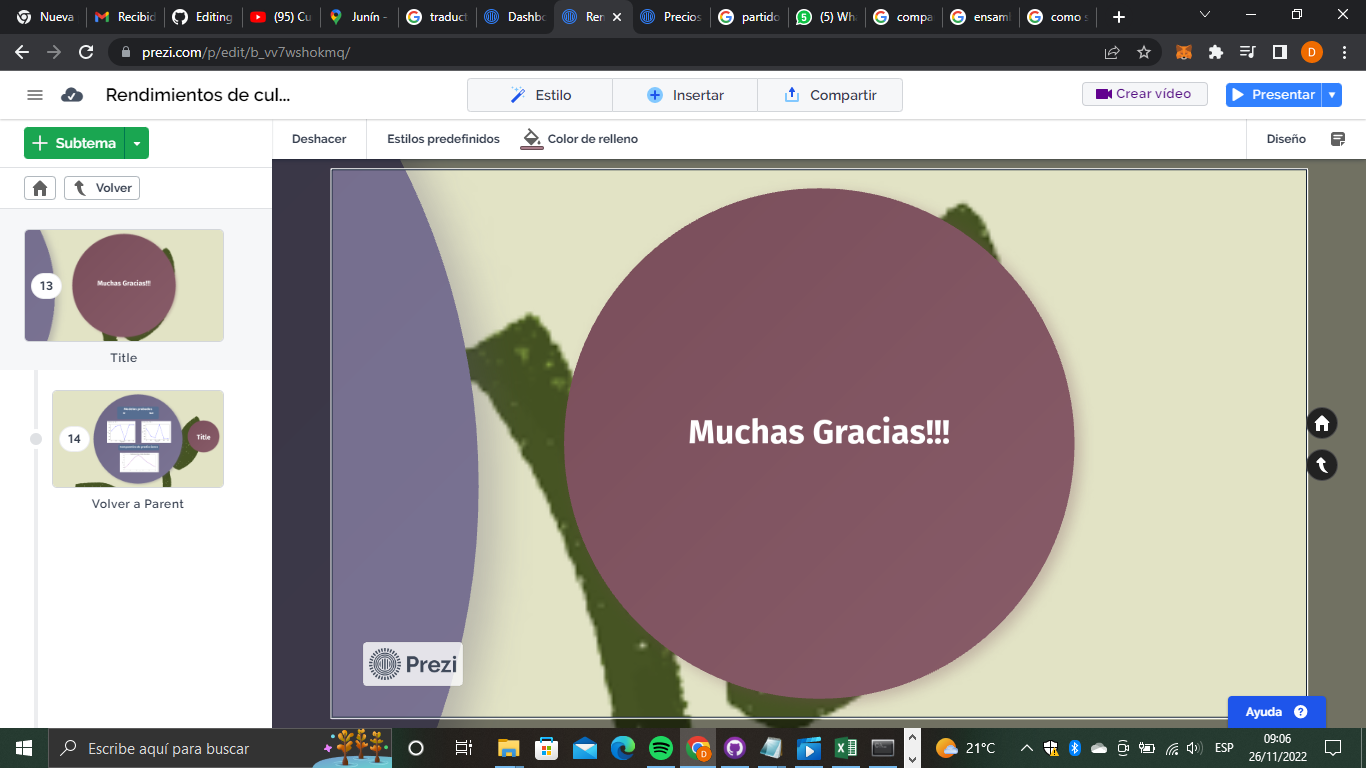 Nueva
Recibid
Editing
(95) Cu
Junín -
traduct
Dashbo
Ren
Precios
partido
(5) Wha
compa
ensaml
como s
prezi.com/p/edit/b_vv7wshokmq/
D
Rendimientos de cul...
Estilo
Insertar
Compartir
Crear vídeo
Presentar
Subtema
Deshacer
Estilos predefinidos
Color de relleno
Diseño
Volver
13
Muchas Gracias!!!
Title
14
Title
Volver a Parent
Muchas Gracias!!!
Prezi
Ayuda
Escribe aquí para buscar
21°C
ESP
09:06
26/11/2022